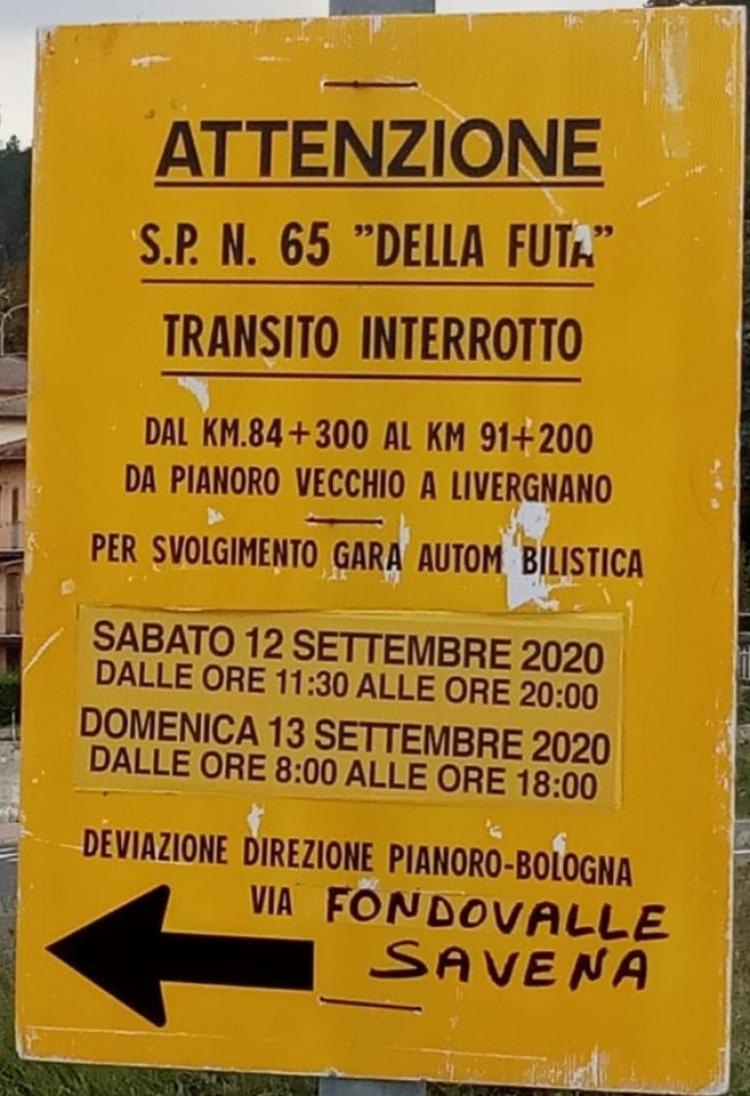 ATTENZIONE
S.P. N. 65 "DELLA FUTA"
TRANSITO INTERROTTO
DAL KM.84+300 AL KM 91+200
DA PIANORO VECCHIO A LIVERGNANO
PER SVOLGIMENTO GARA AUTOM BILISTICA
SABATO 12 SETTEMBRE 2020
DALLE ORE 11:30 ALLE ORE 20:00
DOMENICA 13 SETTEMBRE 2020
DALLE ORE 8:00 ALLE ORE 18:00
DEVIAZIONE DIREZIONE PIANORO-BOLOGNA
VIA FONDOVALLE
SAVENA